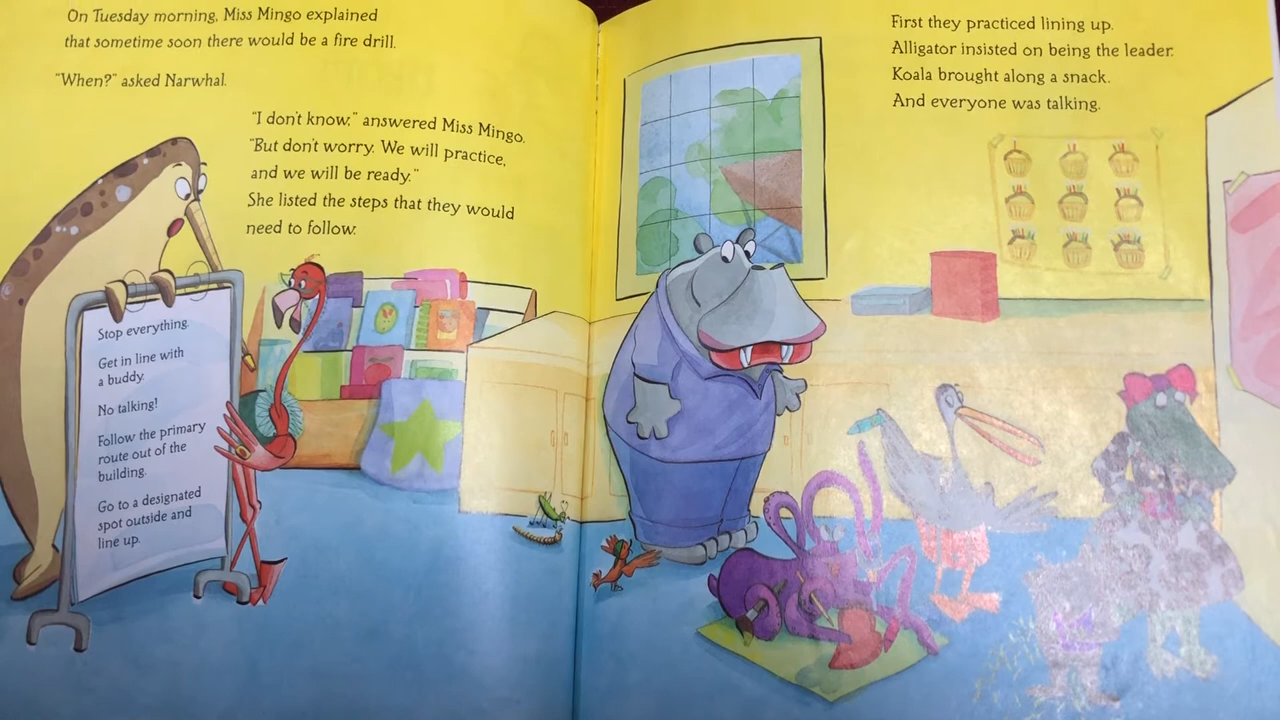 On Tuesday morning, Miss Mingo explained
that sometime soon there would be a fire drill.
"When?" asked Narwhal.
"I don't know," answered Miss Mingo.
"But don't worry. We will practice,
and we will be ready."
She listed the steps that they would
need to follow.
Stop everything.
Get in line with
a buddy.
No talking!
Follow the primary
route out of the
building.
Go to a designated
spot outside and
line up.
First they practiced lining up.
Alligator insisted on being the leader.
Koala brought along a snack.
And everyone was talking.